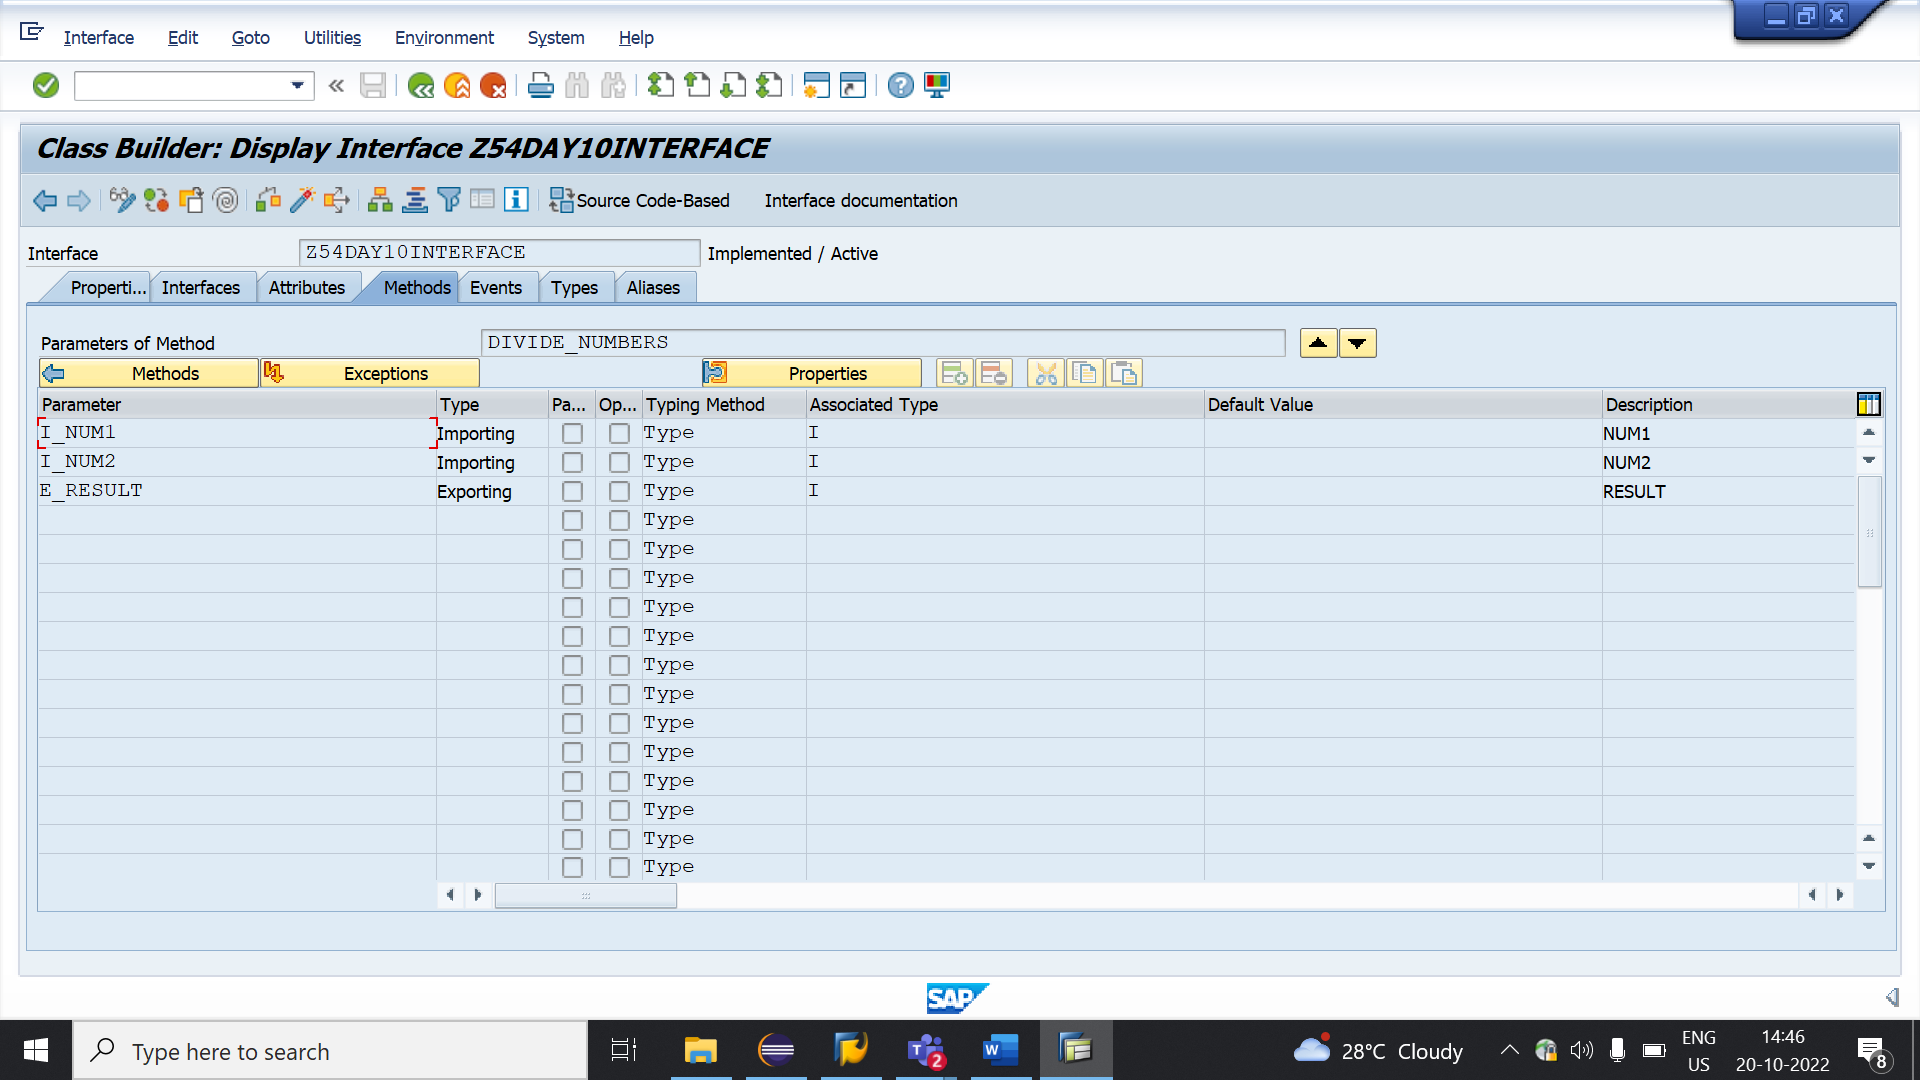 Interface Edit Goto Utilities Environment System Help
Class Builder: Display Interface Z54DAY10INTERFACE
Source Code-Based Interface documentation
Interface Z54DAY10INTERFACE Implemented / Active
Properti... Interfaces Attributes Methods Events Types Aliases
Parameters of Method DIVIDE_NUMBERS
Methods Exceptions Properties
Parameter Type Pa... Op... Typing Method Associated Type Default Value Description
I_NUM1 Importing Type I NUM1
I_NUM2 Importing Type I NUM2
E_RESULT Exporting Type I RESULT
Type
Type
Type
Type
Type
Type
Type
Type
Type
Type
Type
Type
Type
SAP
Type here to search
T 2
W
28°C Cloudy
ENG
US
14:46
20-10-2022
8